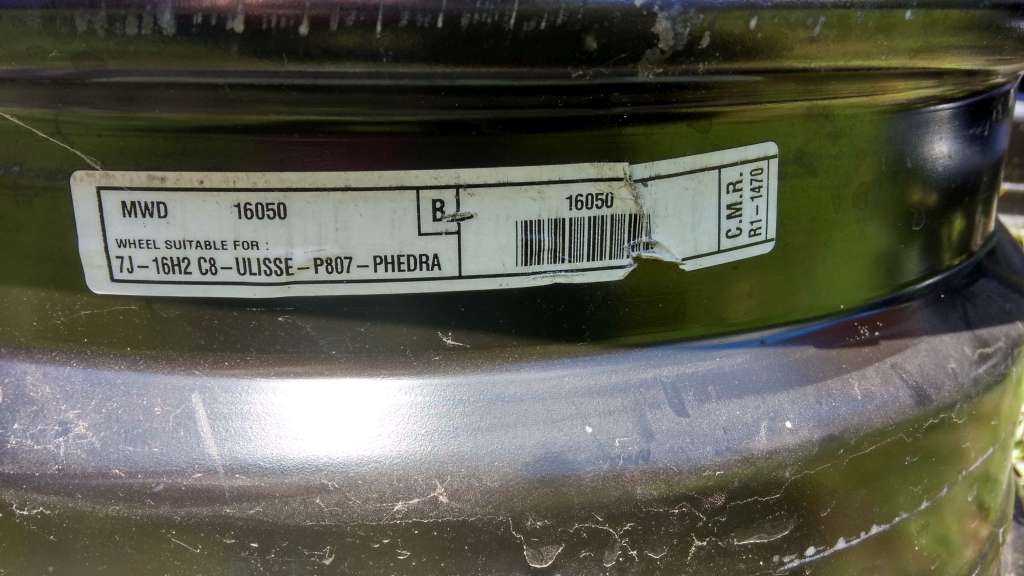 MWD 16050 B
WHEEL SUITABLE FOR :
7J-16H2 C8-ULISSE-P807-PHEDRA
16050
C.M.R.
R1-1470